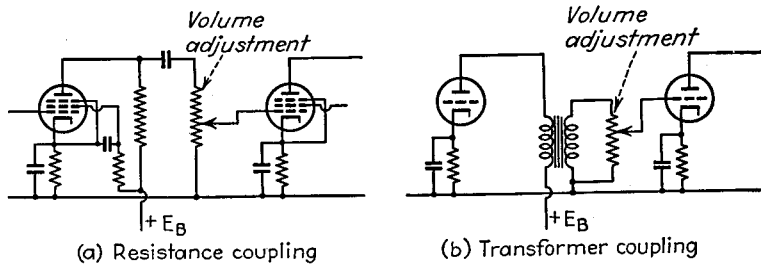 Volume
adjustment
+ E_B
(a) Resistance coupling
Volume
adjustment
+ E_B
(b) Transformer coupling